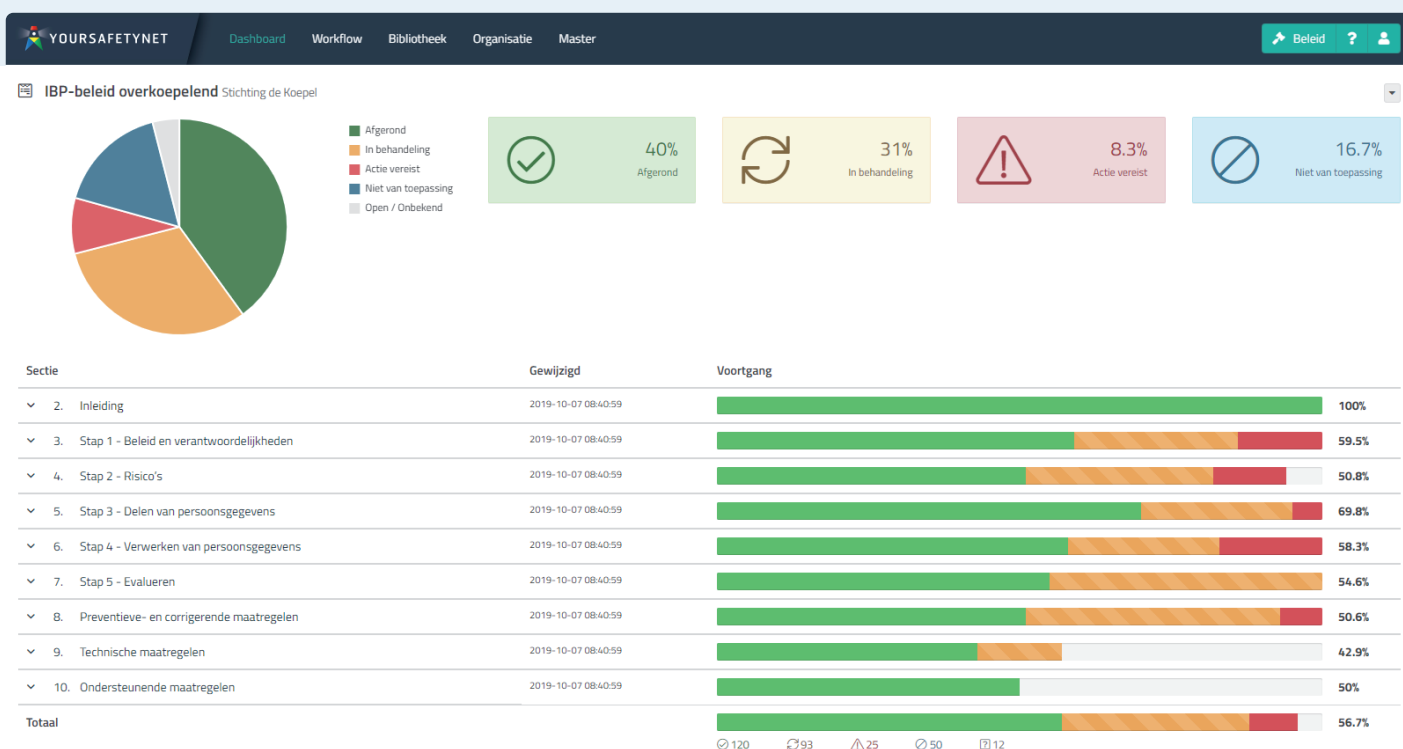 YOURSAFETYNET Dashboard Workflow Bibliotheek Organisatie Master Beleid ?
IBP-beleid overkoepelend Stichting de Koepel
Afgerond
In behandeling
Actie vereist
Niet van toepassing
Open / Onbekend
40%
Afgerond
31%
In behandeling
8.3%
Actie vereist
16.7%
Niet van toepassing
Sectie Gewijzigd Voortgang
2. Inleiding 2019-10-07 08:40:59 100%
3. Stap 1 - Beleid en verantwoordelijkheden 2019-10-07 08:40:59 59.5%
4. Stap 2 - Risico's 2019-10-07 08:40:59 50.8%
5. Stap 3 - Delen van persoonsgegevens 2019-10-07 08:40:59 69.8%
6. Stap 4 - Verwerken van persoonsgegevens 2019-10-07 08:40:59 58.3%
7. Stap 5 - Evalueren 2019-10-07 08:40:59 54.6%
8. Preventieve- en corrigerende maatregelen 2019-10-07 08:40:59 50.6%
9. Technische maatregelen 2019-10-07 08:40:59 42.9%
10. Ondersteunende maatregelen 2019-10-07 08:40:59 50%
Totaal 56.7%
120 93 25 50 ? 12